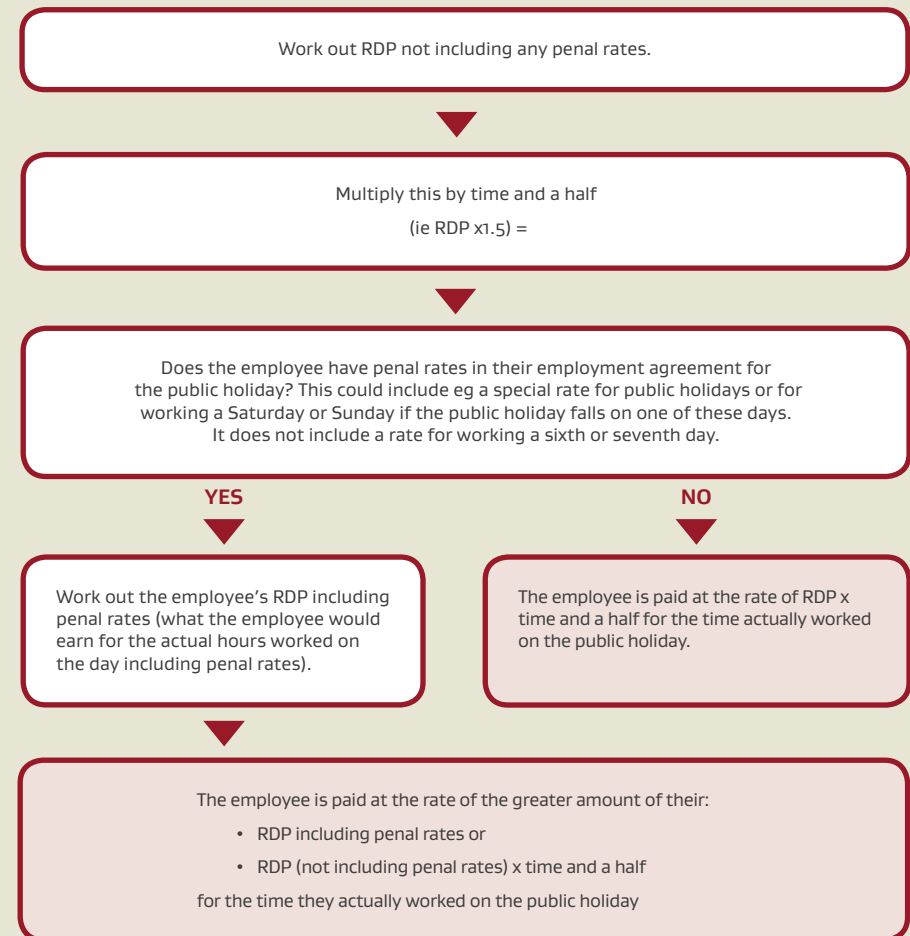 Work out RDP not including any penal rates.
Multiply this by time and a half
(ie RDP x1.5) =
Does the employee have penal rates in their employment agreement for
the public holiday? This could include eg a special rate for public holidays or for
working a Saturday or Sunday if the public holiday falls on one of these days.
It does not include a rate for working a sixth or seventh day.
YES
Work out the employee's RDP including
penal rates (what the employee would
earn for the actual hours worked on
the day including penal rates).
NO
The employee is paid at the rate of RDP x
time and a half for the time actually worked
on the public holiday.
The employee is paid at the rate of the greater amount of their:
• RDP including penal rates or
• RDP (not including penal rates) x time and a half
for the time they actually worked on the public holiday